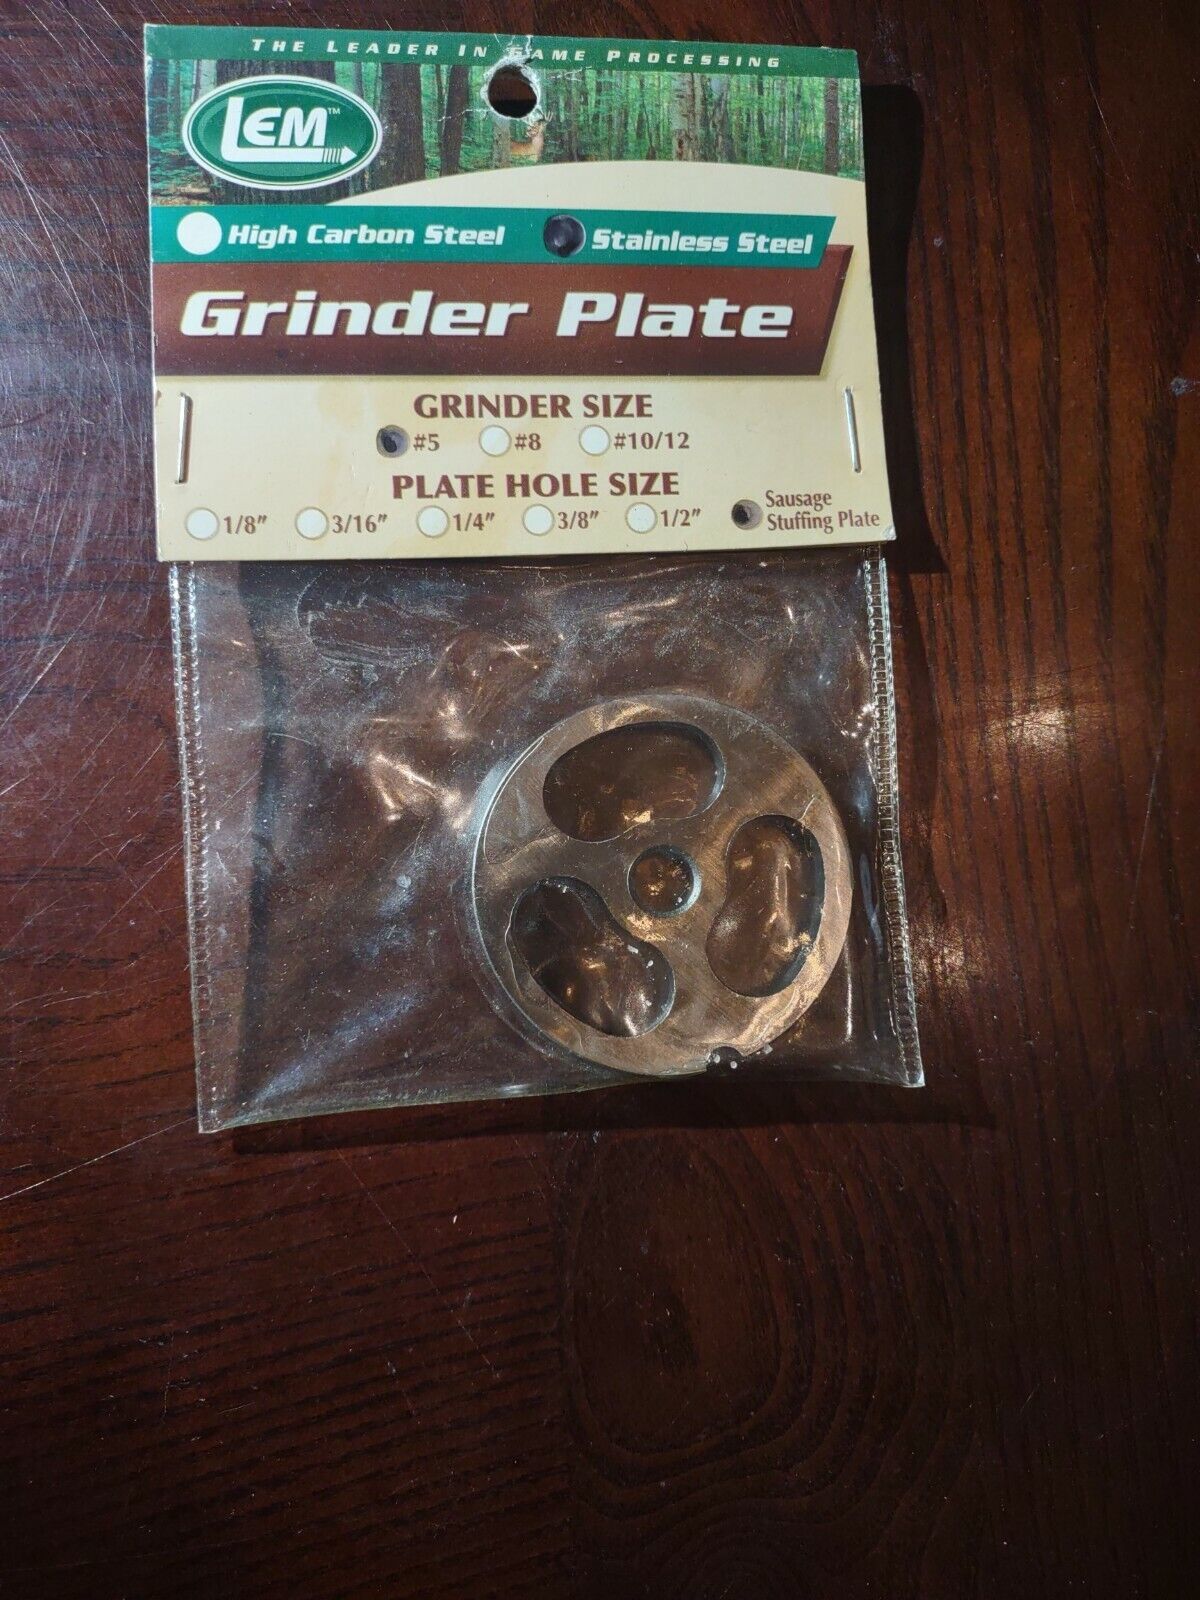 THE LEADER IN GAME PROCESSING
LEM™
High Carbon Steel
Stainless Steel
Grinder Plate
GRINDER SIZE
#5 #8 #10/12
PLATE HOLE SIZE
1/8″ 3/16″ 1/4″ 3/8″ 1/2″ Sausage
Stuffing Plate